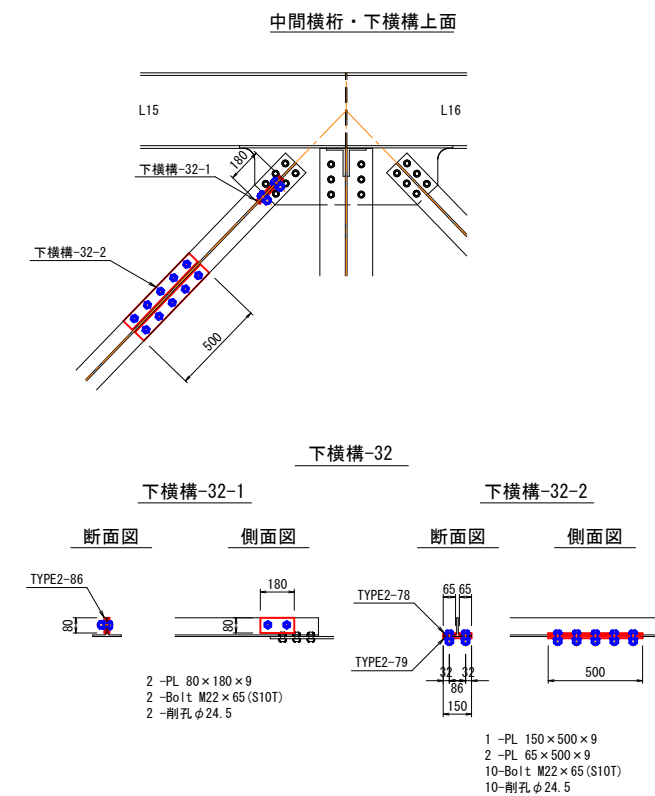 中間横桁・下横構上面
L15
L16
180
下横構-32-1
下横構-32-2
500
下横構-32
下横構-32-1
下横構-32-2
断面図
側面図
断面図
側面図
TYPE2-86
80
180
80
2 -PL 80×180×9
2 -Bolt M22×65(S10T)
2 -削孔φ24.5
TYPE2-78
TYPE2-79
65
65
32
32
86
150
500
1 -PL 150×500×9
2 -PL 65×500×9
10-Bolt M22×65(S10T)
10-削孔φ24.5